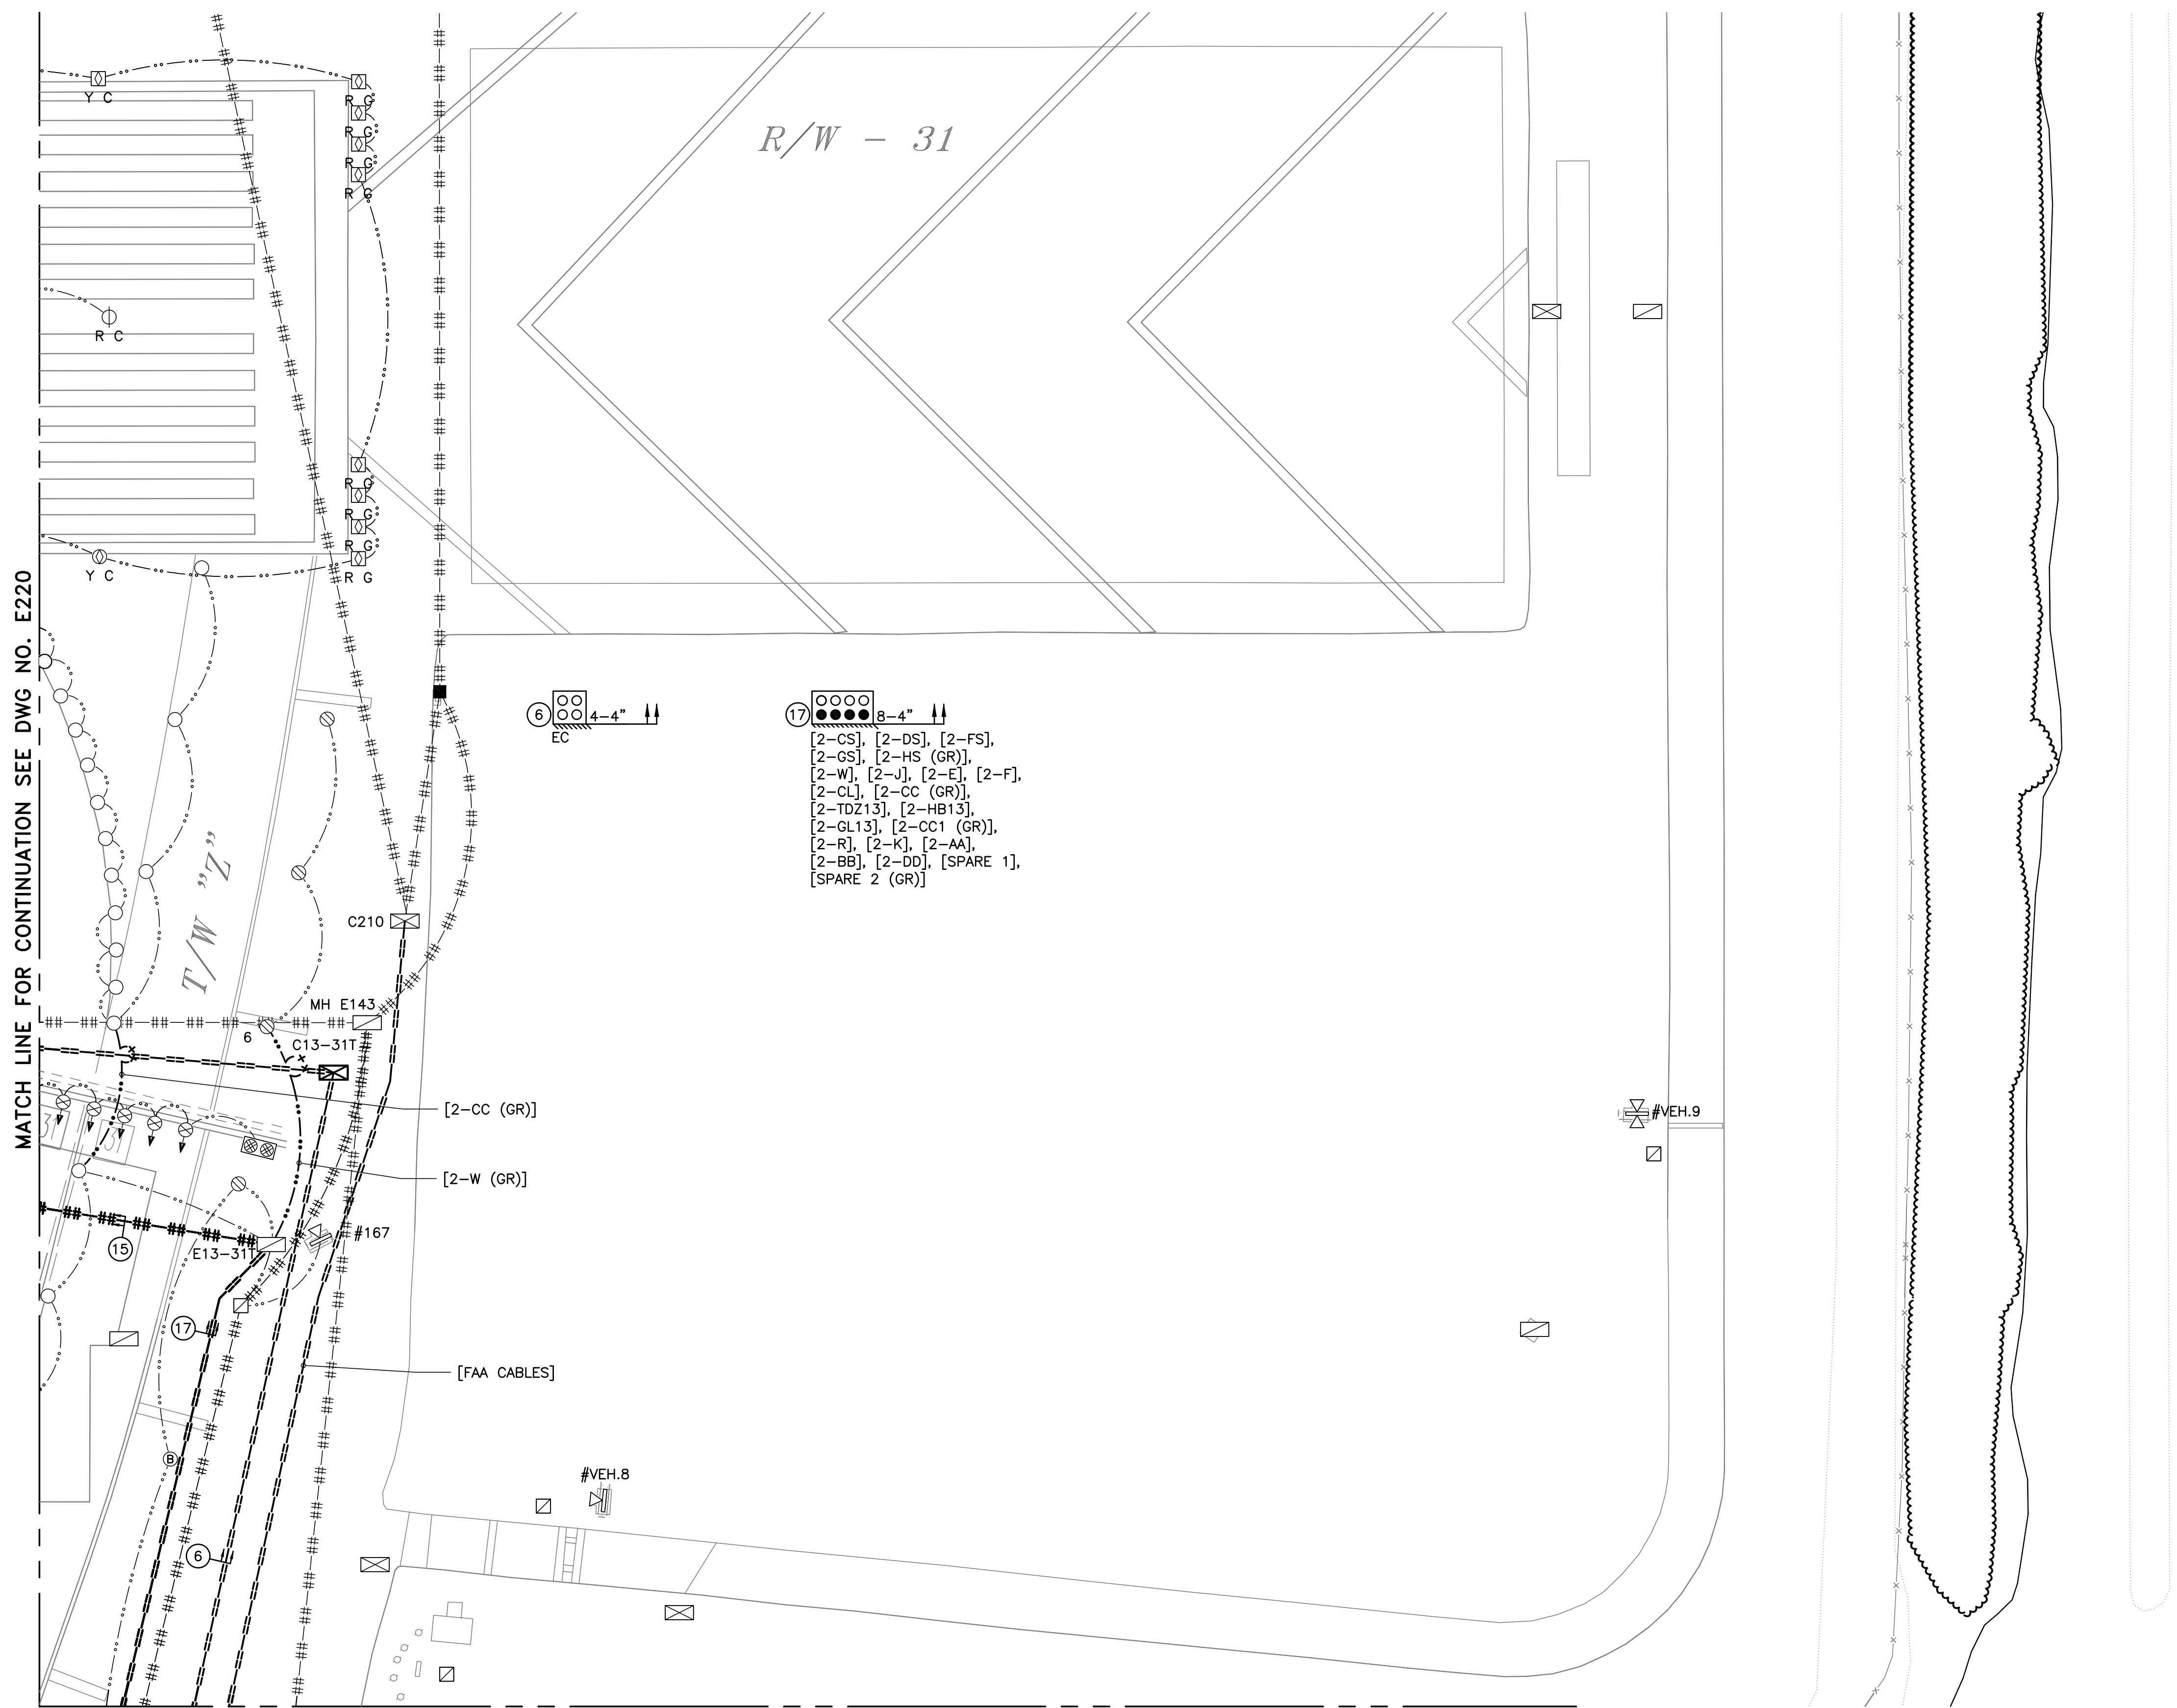 Y C
R G
R G
R G
R G
R/W - 31
R C
R G
R G
R G
R G
Y C
MATCH LINE FOR CONTINUATION SEE DWG NO. E220
6
4-4"
EC
17
8-4"
[2-CS], [2-DS], [2-FS],
[2-GS], [2-HS (GR)],
[2-W], [2-J], [2-E], [2-F],
[2-CL], [2-CC (GR)],
[2-TDZ13], [2-HB13],
[2-GL13], [2-CC1 (GR)],
[2-R], [2-K], [2-AA],
[2-BB], [2-DD], [SPARE 1],
[SPARE 2 (GR)]
T/W "Z"
C210
MH E143
6
C13-31T
[2-CC (GR)]
#VEH.9
31
31
[2-W (GR)]
#167
15
E13-31T
17
[FAA CABLES]
B
#VEH.8
6